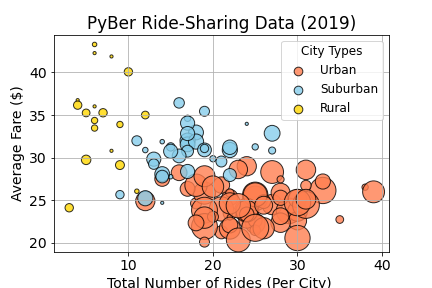 PyBer Ride-Sharing Data (2019)
City Types
Urban
Suburban
Rural
Average Fare ($)
40
35
30
25
20
10
20
30
40
Total Number of Rides (Per City)